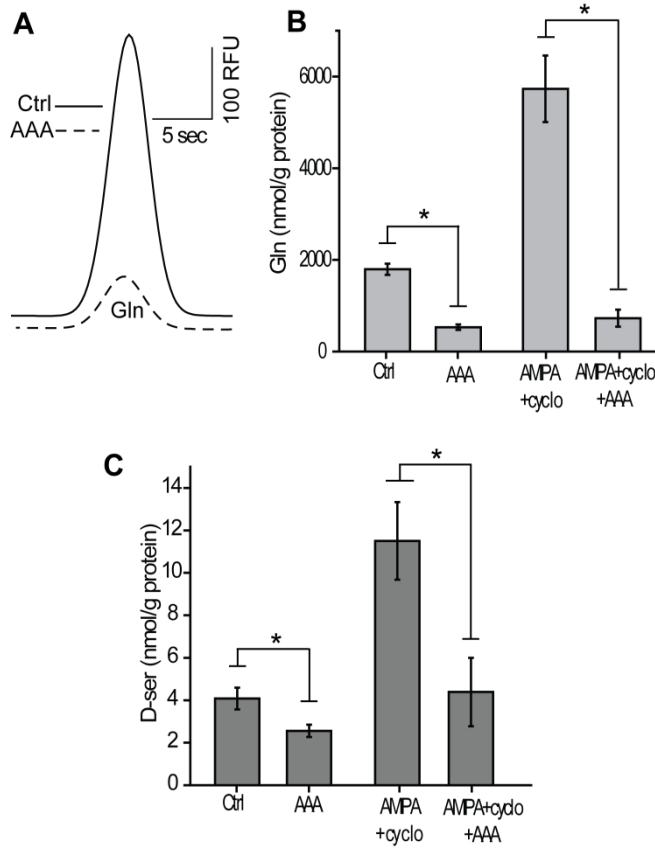 A
Ctrl
AAA
100 RFU
5 sec
Gln
B
Gln (nmol/g protein)
6000
4000
2000
0
*
*
Ctrl
AAA
AMPA
+cyclo
AMPA+cyclo
+AAA
C
D-ser (nmol/g protein)
14
12
10
8
6
4
2
0
*
*
Ctrl
AAA
AMPA
+cyclo
AMPA+cyclo
+AAA